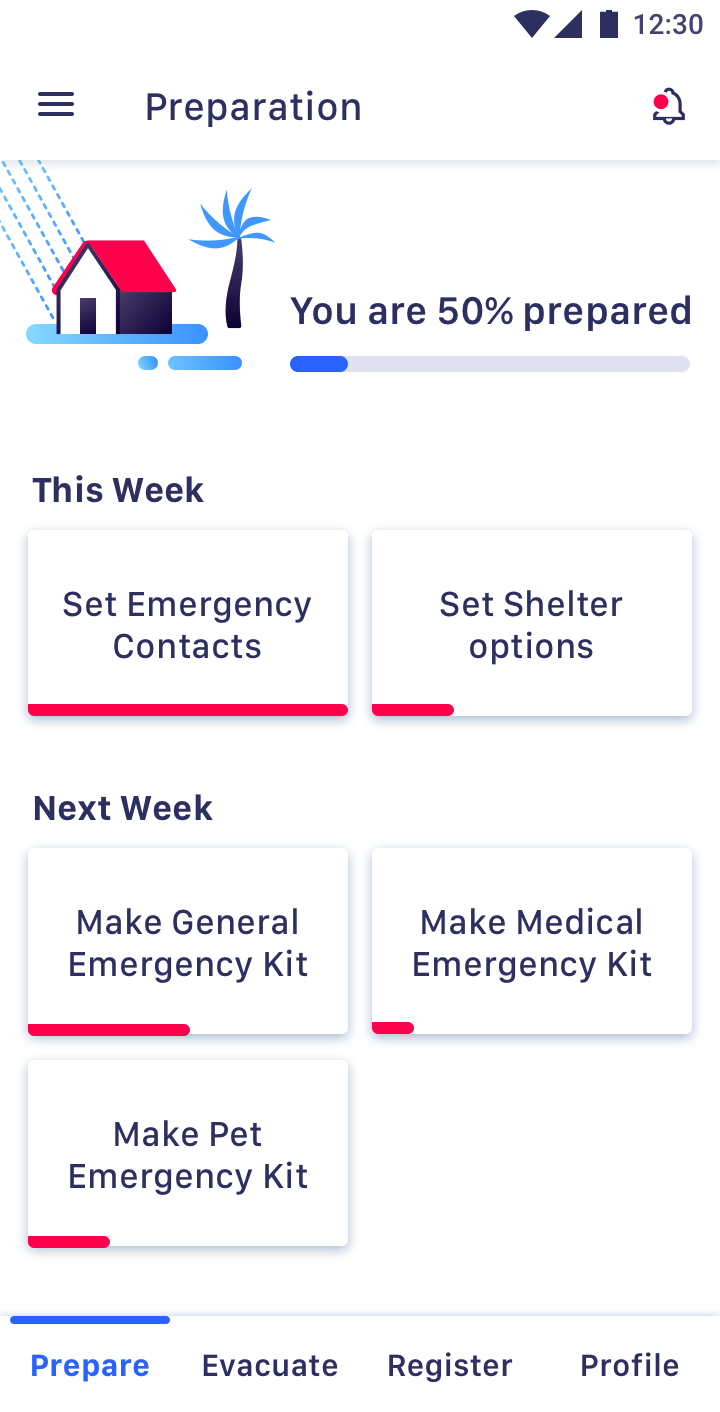 12:30
Preparation
You are 50% prepared
This Week
Set Emergency
Contacts
Set Shelter
options
Next Week
Make General
Emergency Kit
Make Medical
Emergency Kit
Make Pet
Emergency Kit
Prepare
Evacuate
Register
Profile